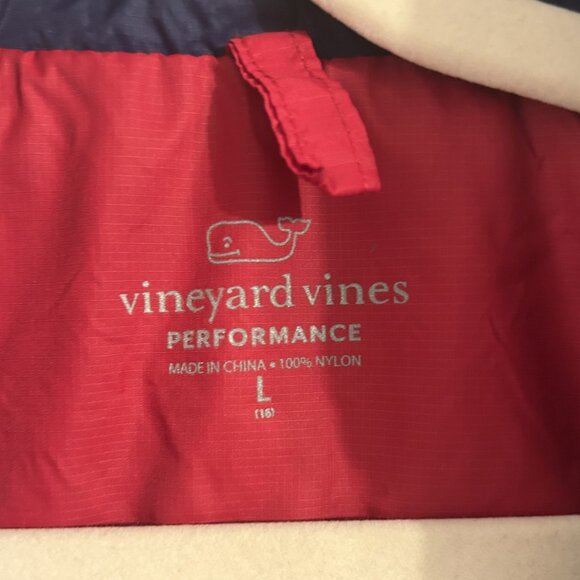 vineyard vines
PERFORMANCE
MADE IN CHINA • 100% NYLON
L
(16)